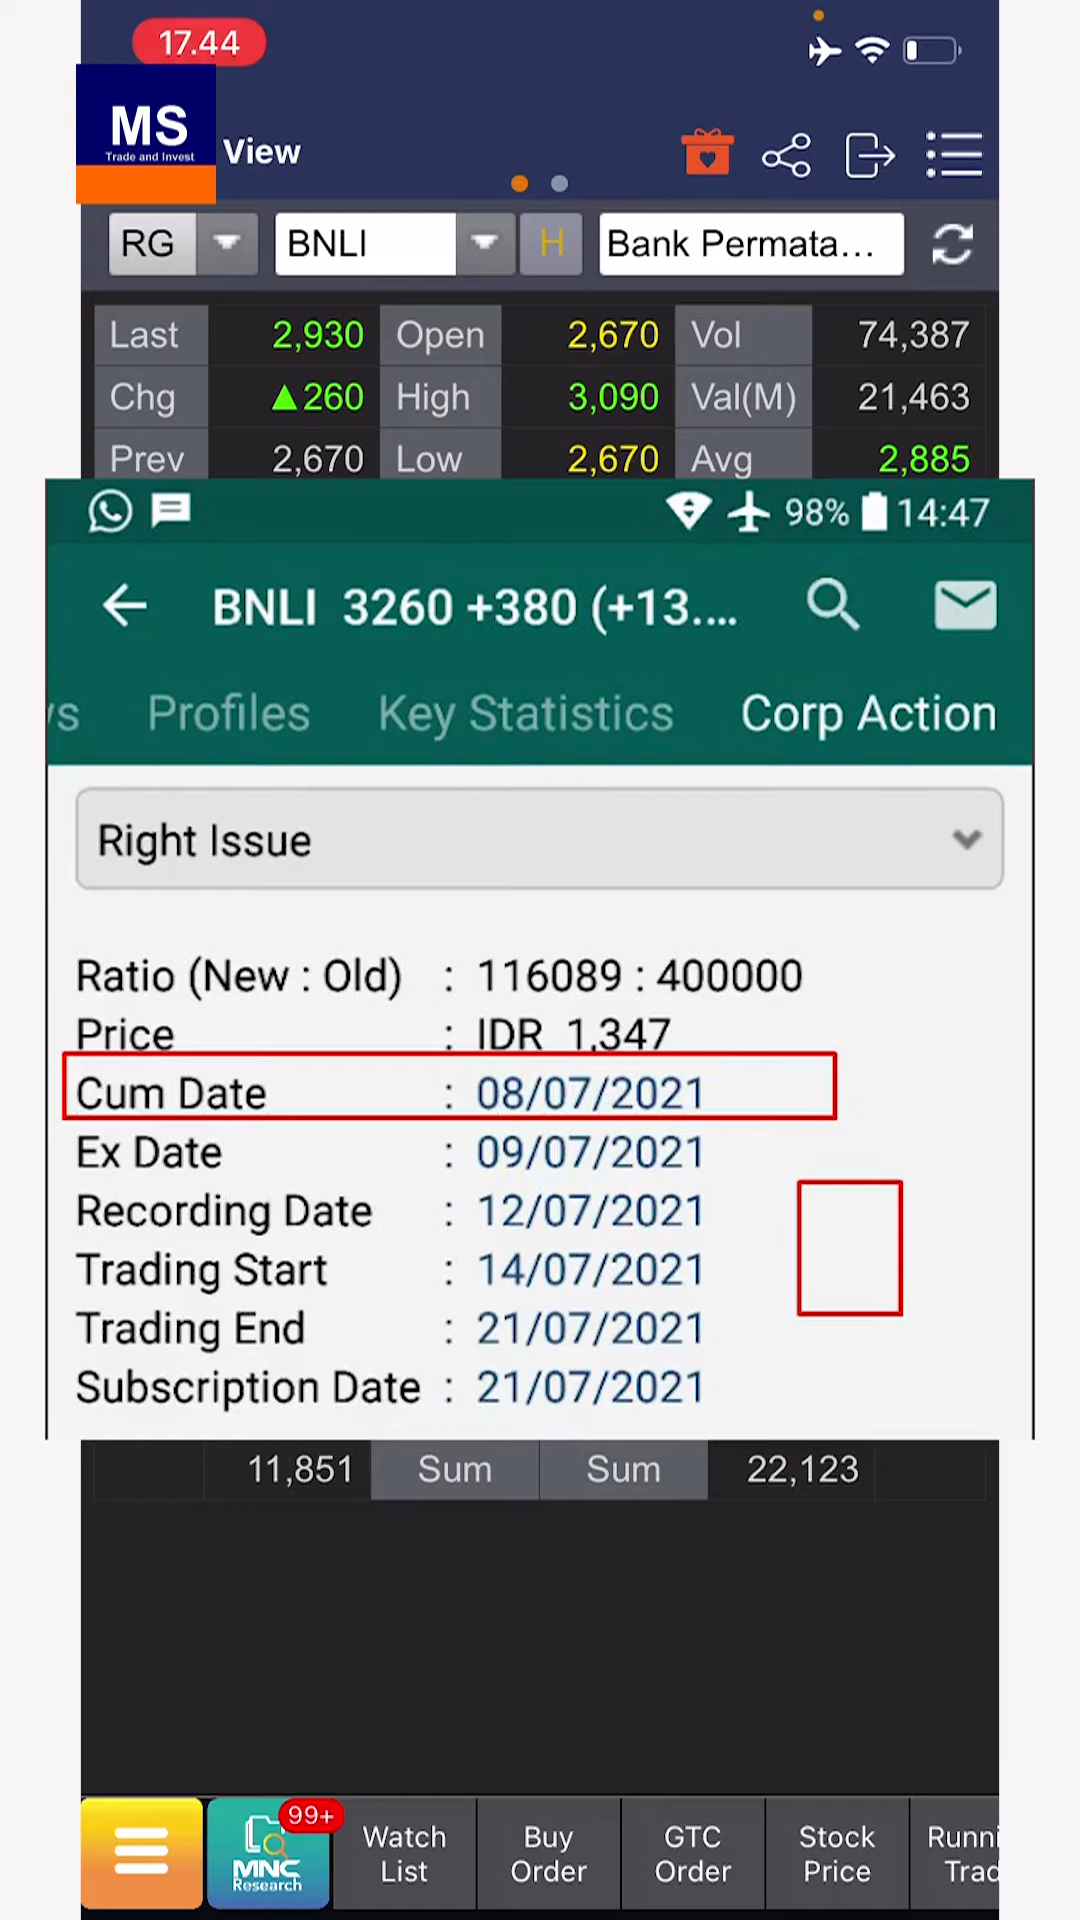 17.44
MS
Trade and Invest
View
RG BNLI H Bank Permata...
Last 2,930 Open 2,670 Vol 74,387
Chg ▲260 High 3,090 Val(M) 21,463
Prev 2,670 Low 2,670 Avg 2,885
98% 14:47
BNLI 3260 +380 (+13....
s Profiles Key Statistics Corp Action
Right Issue
Ratio (New : Old) : 116089 : 400000
Price : IDR 1,347
Cum Date : 08/07/2021
Ex Date : 09/07/2021
Recording Date : 12/07/2021
Trading Start : 14/07/2021
Trading End : 21/07/2021
Subscription Date : 21/07/2021
11,851 Sum Sum 22,123
99+
MNC
Research
Watch
List
Buy
Order
GTC
Order
Stock
Price
Runni
Trad